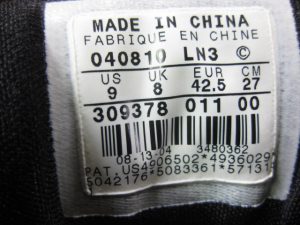 MADE IN CHINA
FABRIQUE EN CHINE
040810 LN3 ©
US UK EUR CM
9 8 42.5 27
309378 011 00
08-13-04 3480362
PAT. US4906502*4936029
5042176*5083361*57131